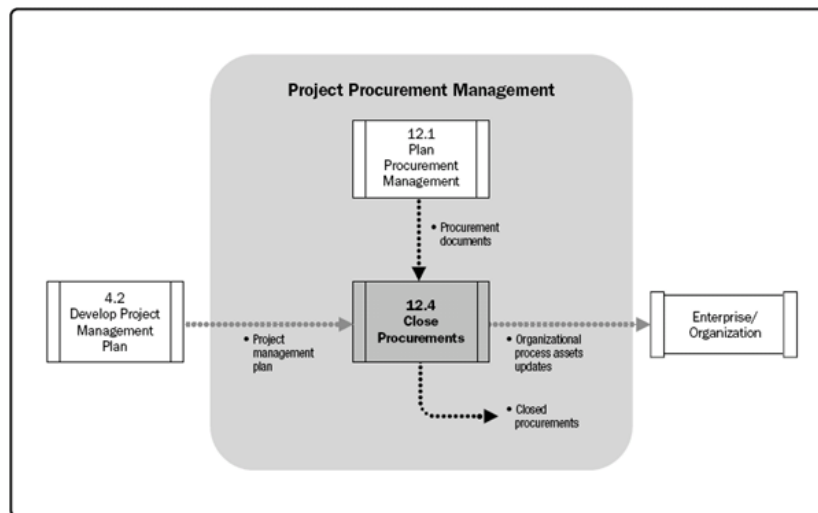 Project Procurement Management
12.1
Plan
Procurement
Management
• Procurement
documents
4.2
Develop Project
Management
Plan
• Project
management
plan
12.4
Close
Procurements
• Organizational
process assets
updates
Enterprise/
Organization
• Closed
procurements